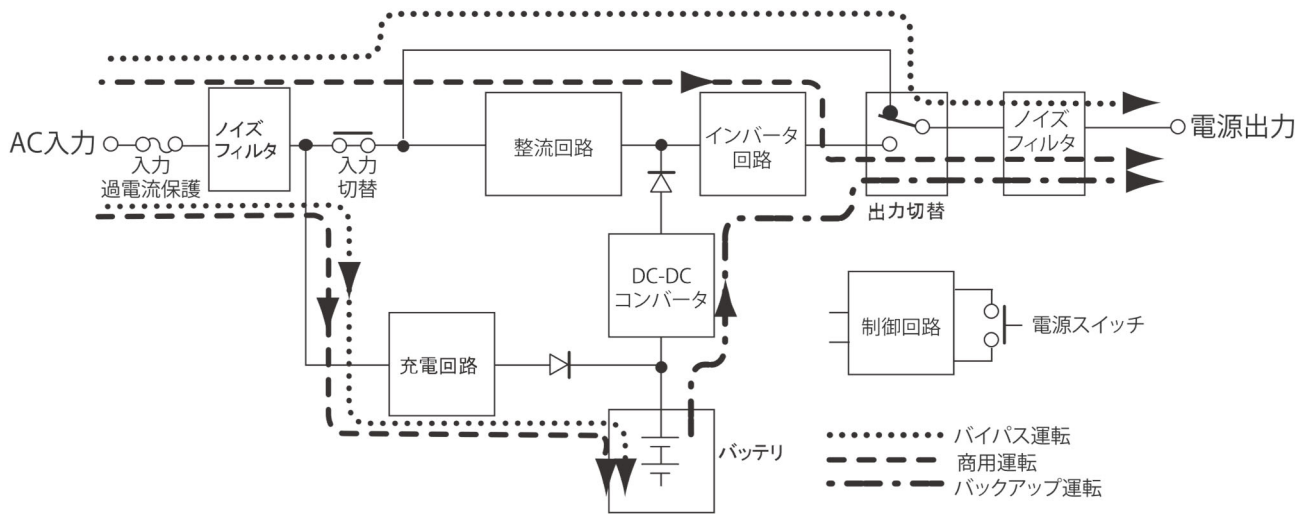 AC入力
入力
過電流保護
ノイズ
フィルタ
入力
切替
整流回路
インバータ
回路
出力切替
ノイズ
フィルタ
電源出力
DC-DC
コンバータ
制御回路
電源スイッチ
充電回路
バッテリ
バイパス運転
商用運転
バックアップ運転